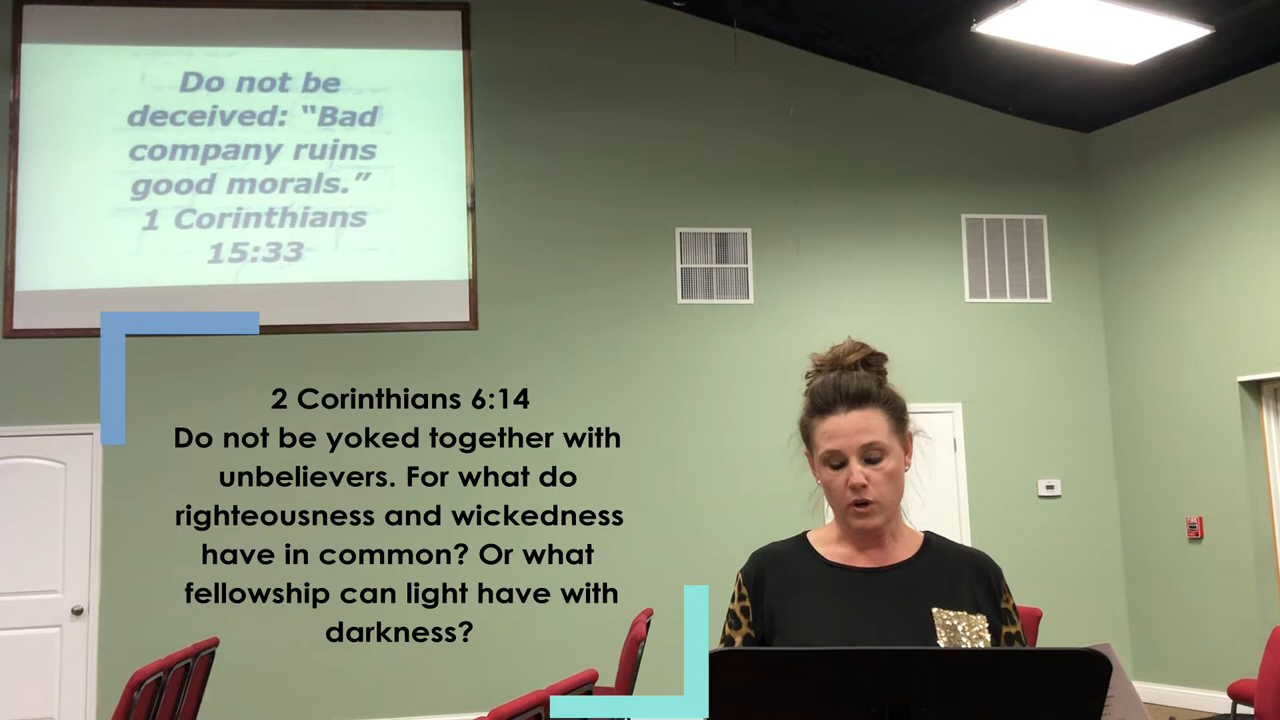 Do not be
deceived: “Bad
company ruins
good morals.”
1 Corinthians
15:33
2 Corinthians 6:14
Do not be yoked together with
unbelievers. For what do
righteousness and wickedness
have in common? Or what
fellowship can light have with
darkness?